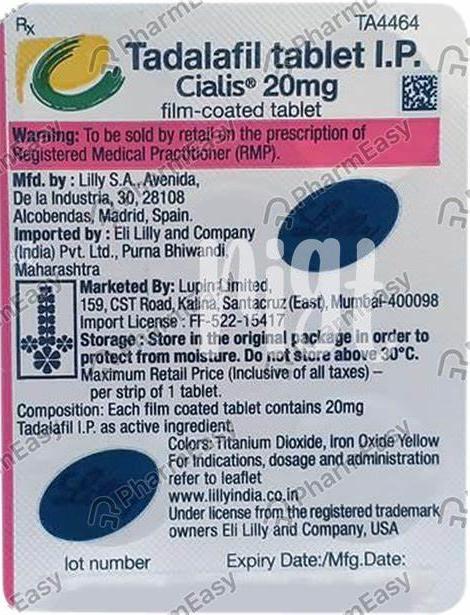 Rx
TA4464
Tadalafil tablet I.P.
Cialis® 20mg
film-coated tablet
Warning: To be sold by retail on the prescription of
Registered Medical Practitioner (RMP).
Mfd. by : Lilly S.A., Avenida,
De la Industria, 30, 28108
Alcobendas, Madrid, Spain.
Imported by : Eli Lilly and Company
(India) Pvt. Ltd., Purna Bhiwandi,
Maharashtra
Marketed By: Lupin Limited,
159, CST Road, Kalina, Santacruz (East), Mumbai-400098
Import License : FF-522-15417
Storage : Store in the original package in order to
protect from moisture. Do not store above 30°C.
Maximum Retail Price (Inclusive of all taxes) –
per strip of 1 tablet.
Composition: Each film coated tablet contains 20mg
Tadalafil I.P. as active ingredient
Colors: Titanium Dioxide, Iron Oxide Yellow
For Indications, dosage and administration
refer to leaflet
www.lillyindia.co.in
Under license from the registered trademark
owners Eli Lilly and Company, USA
lot number
Expiry Date:/Mfg.Date:
PharmEasy